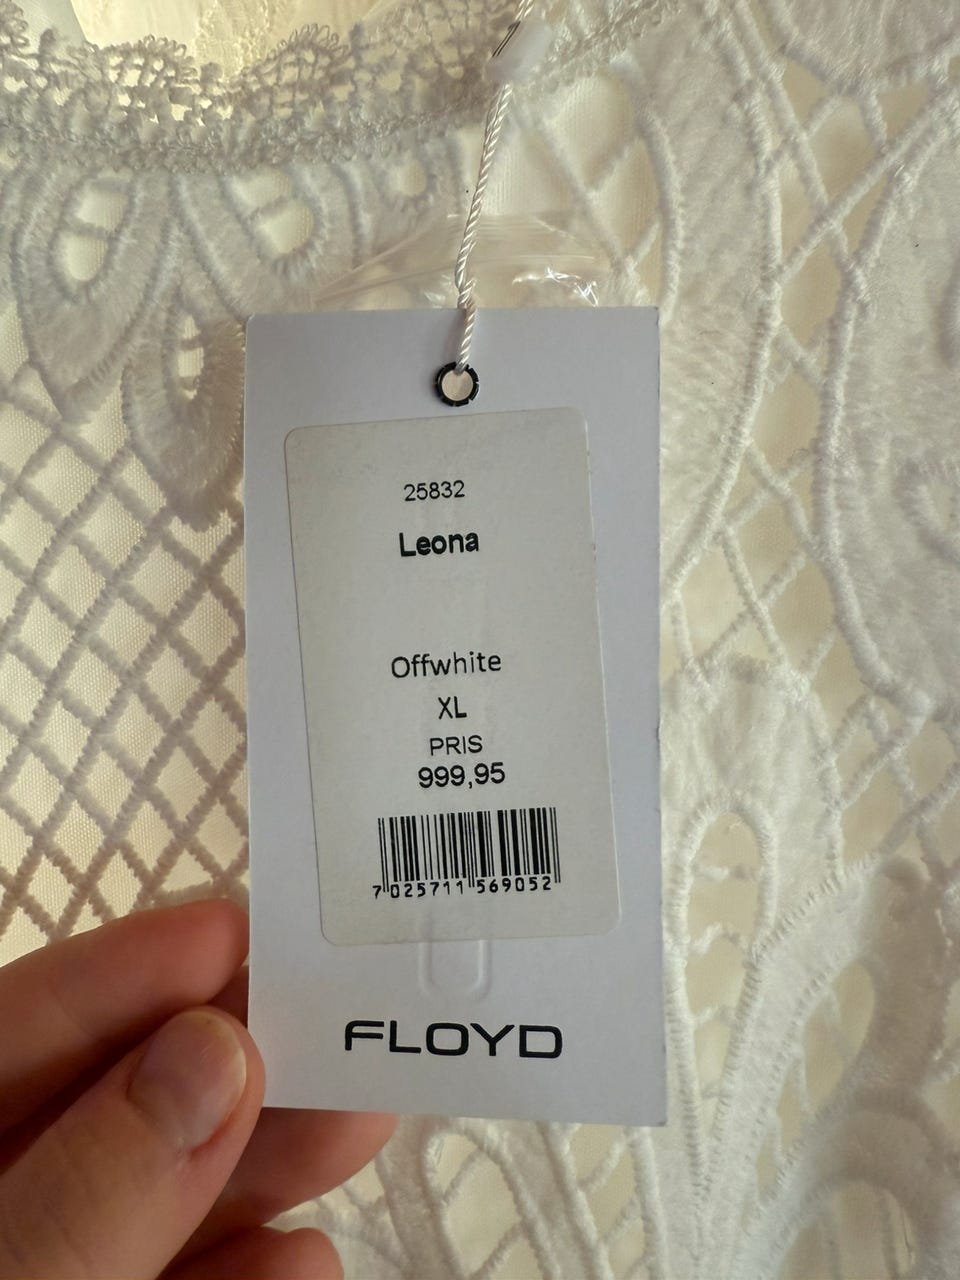 25832
Leona
Offwhite
XL
PRIS
999,95
7 025711 569052
FLOYD